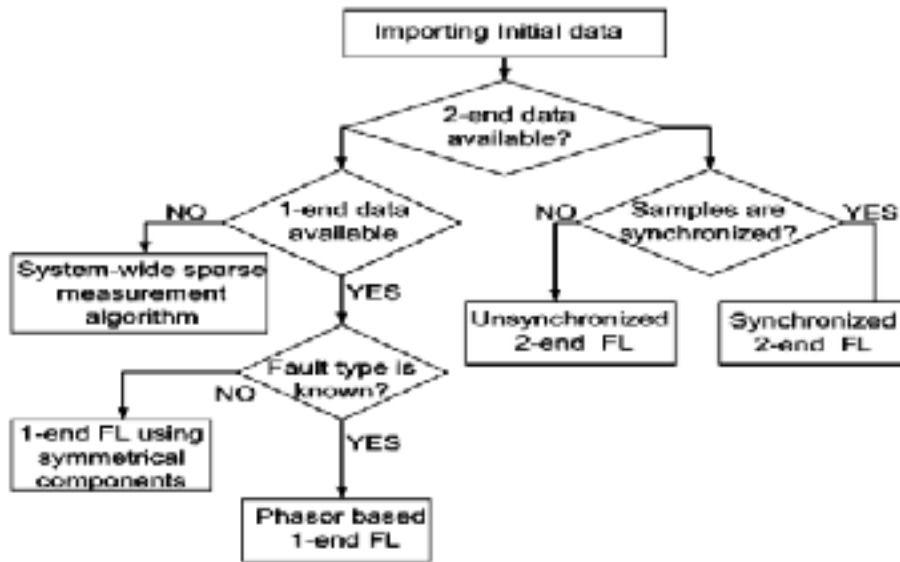 Importing Initial data
2-end data
available?
NO
1-end data
available
NO
Samples are
synchronized?
YES
System-wide sparse
measurement
algorithm
YES
Unsynchronized
2-end FL
Synchronized
2-end FL
Fault type is
known?
NO
1-end FL using
symmetrical
components
YES
Phasor based
1-end FL